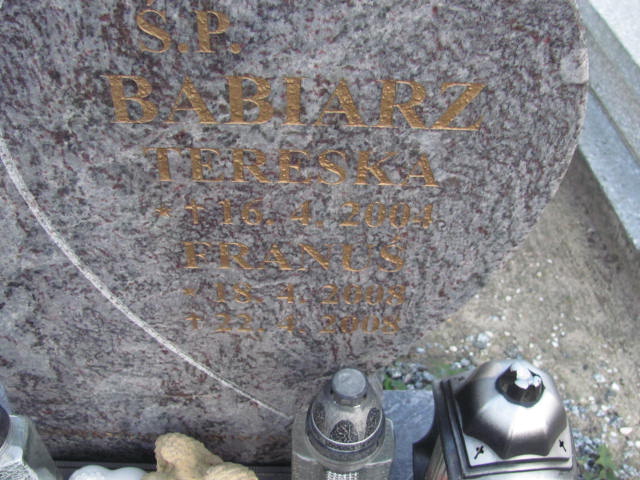 Ś.P.
BABIARZ
TERESKA
* † 16. 4. 2004
FRANUŚ
* 18. 4. 2008
† 22. 4. 2008